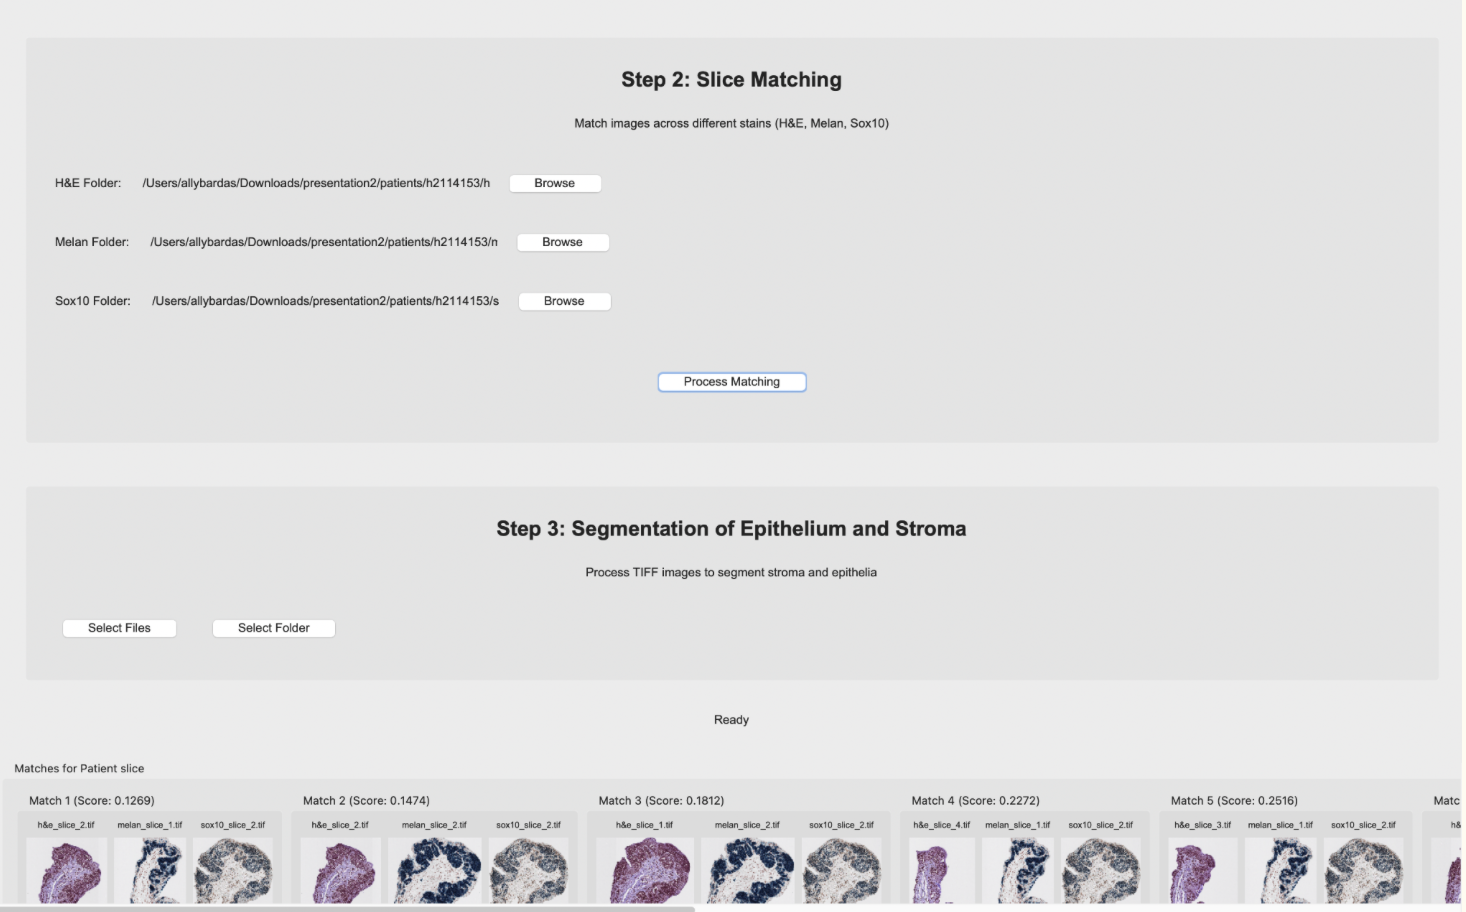 Step 2: Slice Matching
Match images across different stains (H&E, Melan, Sox10)
H&E Folder: /Users/allybardas/Downloads/presentation2/patients/h2114153/h Browse
Melan Folder: /Users/allybardas/Downloads/presentation2/patients/h2114153/ Browse
Sox10 Folder: /Users/allybardas/Downloads/presentation2/patients/h2114153/s Browse
Process Matching
Step 3: Segmentation of Epithelium and Stroma
Process TIFF images to segment stroma and epithelia
Select Files Select Folder
Ready
Matches for Patient slice
Match 1 (Score: 0.1269) Match 2 (Score: 0.1474) Match 3 (Score: 0.1812) Match 4 (Score: 0.2272) Match 5 (Score: 0.2516) Matc
h&e_slice_2.tif melan_slice_1.tif sox10_slice_2.tif h&e_slice_2.tif melan_slice_2.tif sox10_slice_2.tif h&e_slice_1.tif melan_slice_2.tif sox10_slice_2.tif h&e_slice_4.tif melan_slice_1.tif sox10_slice_2.tif h&e_slice_3.tif melan_slice_1.tif sox10_slice_2.tif h&